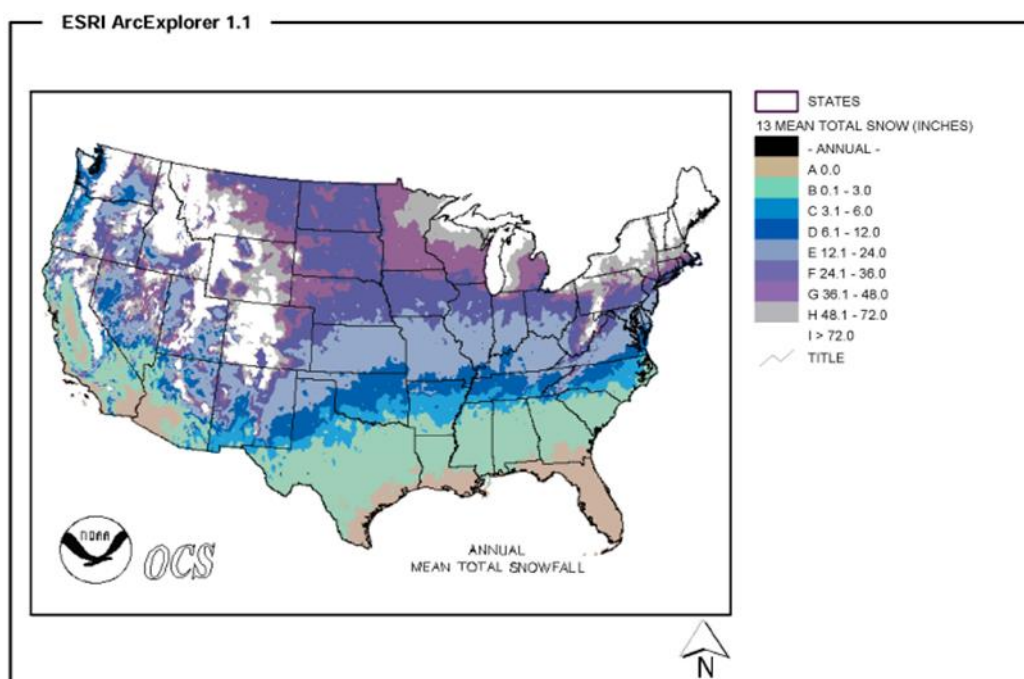 ESRI ArcExplorer 1.1
STATES
13 MEAN TOTAL SNOW (INCHES)
- ANNUAL -
A 0.0
B 0.1 - 3.0
C 3.1 - 6.0
D 6.1 - 12.0
E 12.1 - 24.0
F 24.1 - 36.0
G 36.1 - 48.0
H 48.1 - 72.0
I > 72.0
TITLE
noaa
OCS
ANNUAL
MEAN TOTAL SNOWFALL
N